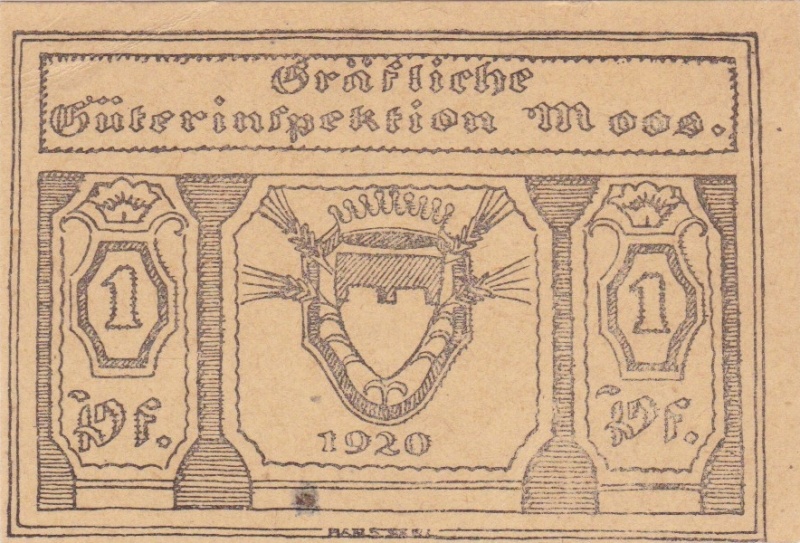 Gräfliche
Güterinspektion Moos.
1 1
Pf. 1920 Pf.